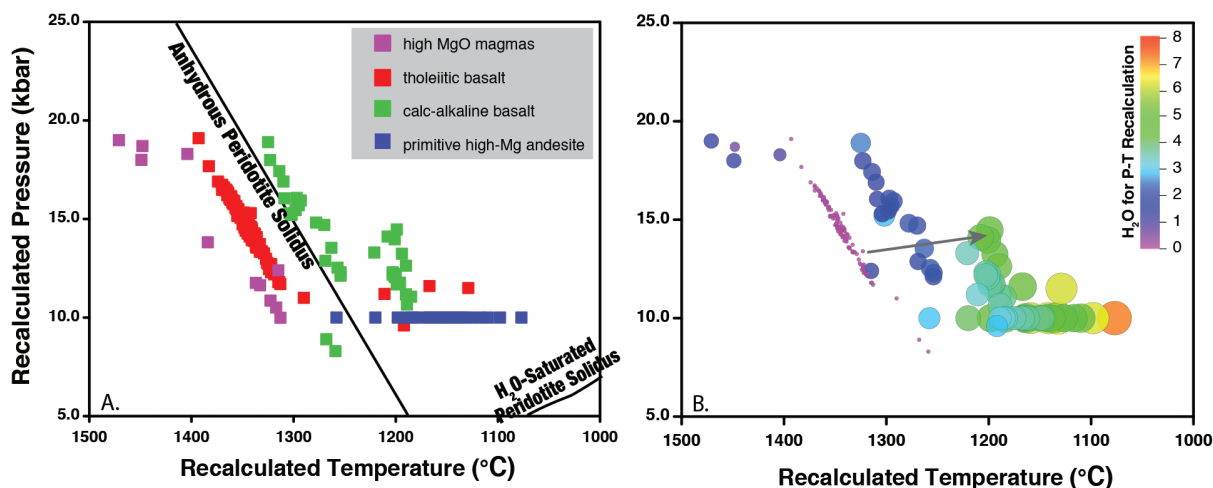 Recalculated Pressure (kbar)
25.0
20.0
15.0
10.0
5.0
Anhydrous Peridotite Solidus
high MgO magmas
tholeiitic basalt
calc-alkaline basalt
primitive high-Mg andesite
H₂O-Saturated
Peridotite Solidus
A.
1500
1400
1300
1200
1100
1000
Recalculated Temperature (°C)
25.0
20.0
15.0
10.0
5.0
H₂O for P-T Recalculation
8
7
6
5
4
3
2
1
0
B.
1500
1400
1300
1200
1100
1000
Recalculated Temperature (°C)